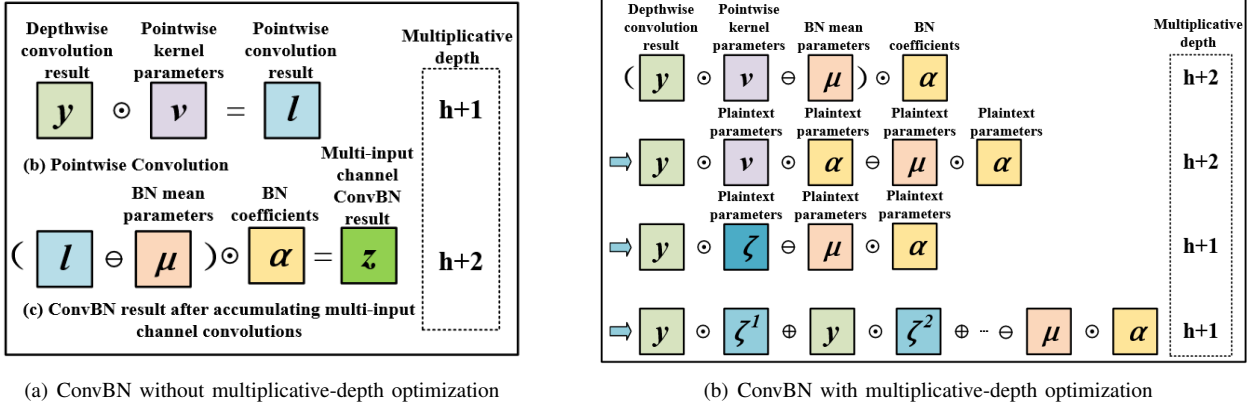 Depthwise convolution result
Pointwise kernel parameters
Pointwise convolution result
Multiplicative depth
y ⊙ v = l
h+1
(b) Pointwise Convolution
BN mean parameters
BN coefficients
Multi-input channel ConvBN result
( l ⊖ μ ) ⊙ α = z
h+2
(c) ConvBN result after accumulating multi-input
channel convolutions
(a) ConvBN without multiplicative-depth optimization
Depthwise convolution result
Pointwise kernel parameters
BN mean parameters
BN coefficients
Multiplicative depth
( y ⊙ v ⊖ μ ) ⊙ α
h+2
Plaintext parameters
Plaintext parameters
Plaintext parameters
Plaintext parameters
y ⊙ v ⊙ α ⊖ μ ⊙ α
h+2
Plaintext parameters
Plaintext parameters
Plaintext parameters
y ⊙ ζ ⊖ μ ⊙ α
h+1
y ⊙ ζ¹ ⊕ y ⊙ ζ² ⊕ ··· ⊖ μ ⊙ α
h+1
(b) ConvBN with multiplicative-depth optimization